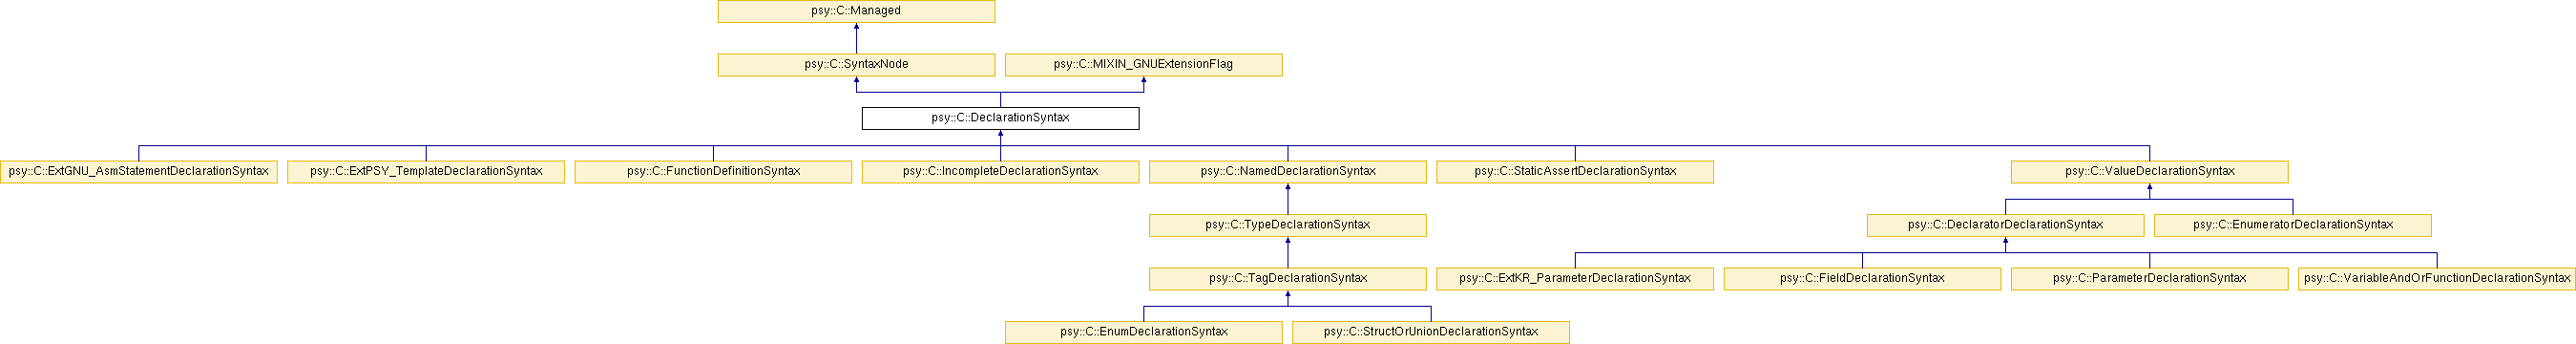 psy::C::Managed
psy::C::SyntaxNode
psy::C::MIXIN_GNUExtensionFlag
psy::C::DeclarationSyntax
psy::C::ExtGNU_AsmStatementDeclarationSyntax
psy::C::ExtPSY_TemplateDeclarationSyntax
psy::C::FunctionDefinitionSyntax
psy::C::IncompleteDeclarationSyntax
psy::C::NamedDeclarationSyntax
psy::C::StaticAssertDeclarationSyntax
psy::C::ValueDeclarationSyntax
psy::C::TypeDeclarationSyntax
psy::C::DeclaratorDeclarationSyntax
psy::C::EnumeratorDeclarationSyntax
psy::C::TagDeclarationSyntax
psy::C::ExtKR_ParameterDeclarationSyntax
psy::C::FieldDeclarationSyntax
psy::C::ParameterDeclarationSyntax
psy::C::VariableAndOrFunctionDeclarationSyntax
psy::C::EnumDeclarationSyntax
psy::C::StructOrUnionDeclarationSyntax